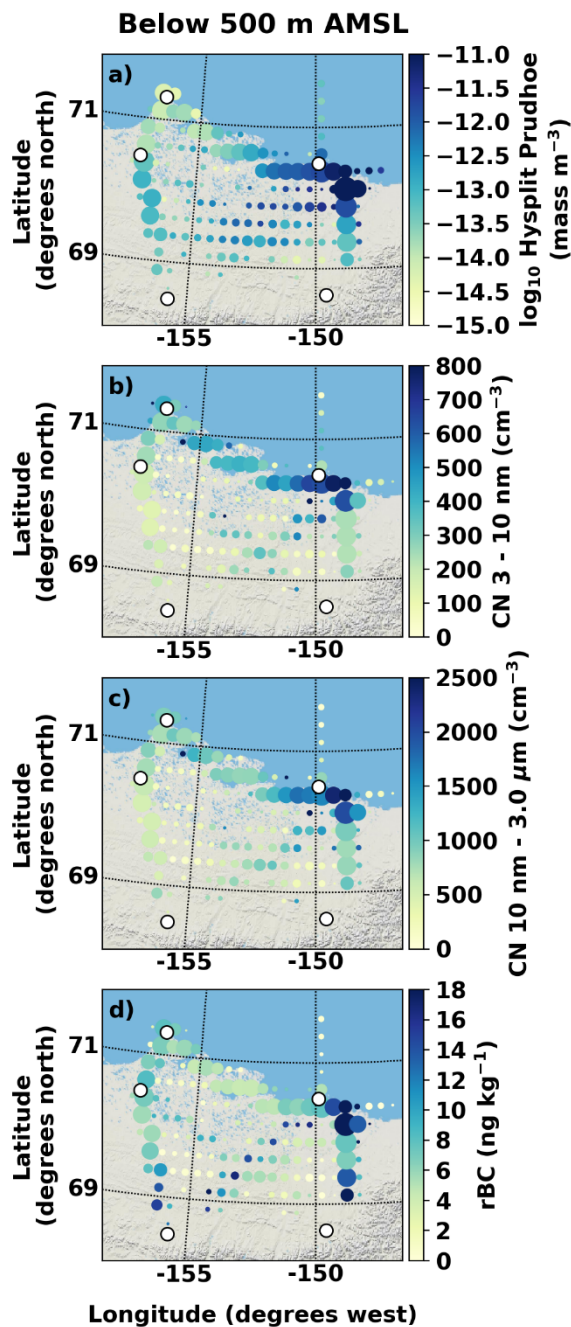 Below 500 m AMSL
a)
71
69
Latitude
(degrees north)
-155
-150
−11.0
−11.5
−12.0
−12.5
−13.0
−13.5
−14.0
−14.5
−15.0
log₁₀ Hysplit Prudhoe
(mass m⁻³)
b)
71
69
Latitude
(degrees north)
-155
-150
800
700
600
500
400
300
200
100
0
CN 3 - 10 nm (cm⁻³)
c)
71
69
Latitude
(degrees north)
-155
-150
2500
2000
1500
1000
500
0
CN 10 nm - 3.0 μm (cm⁻³)
d)
71
69
Latitude
(degrees north)
-155
-150
18
16
14
12
10
8
6
4
2
0
rBC (ng kg⁻¹)
Longitude (degrees west)